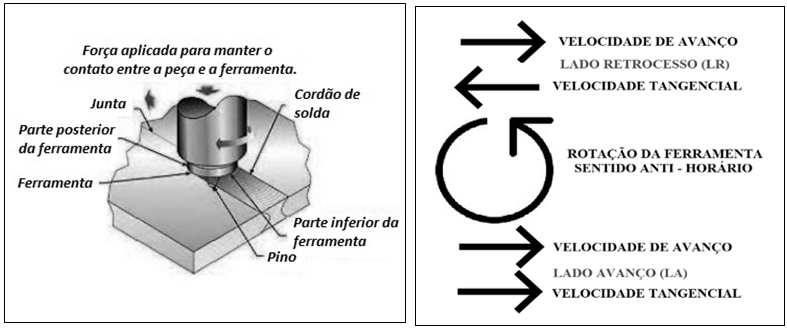 Força aplicada para manter o
contato entre a peça e a ferramenta.
Junta
Cordão de
solda
Parte posterior
da ferramenta
Ferramenta
Parte inferior da
ferramenta
Pino
VELOCIDADE DE AVANÇO
LADO RETROCESSO (LR)
VELOCIDADE TANGENCIAL
ROTAÇÃO DA FERRAMENTA
SENTIDO ANTI - HORÁRIO
VELOCIDADE DE AVANÇO
LADO AVANÇO (LA)
VELOCIDADE TANGENCIAL